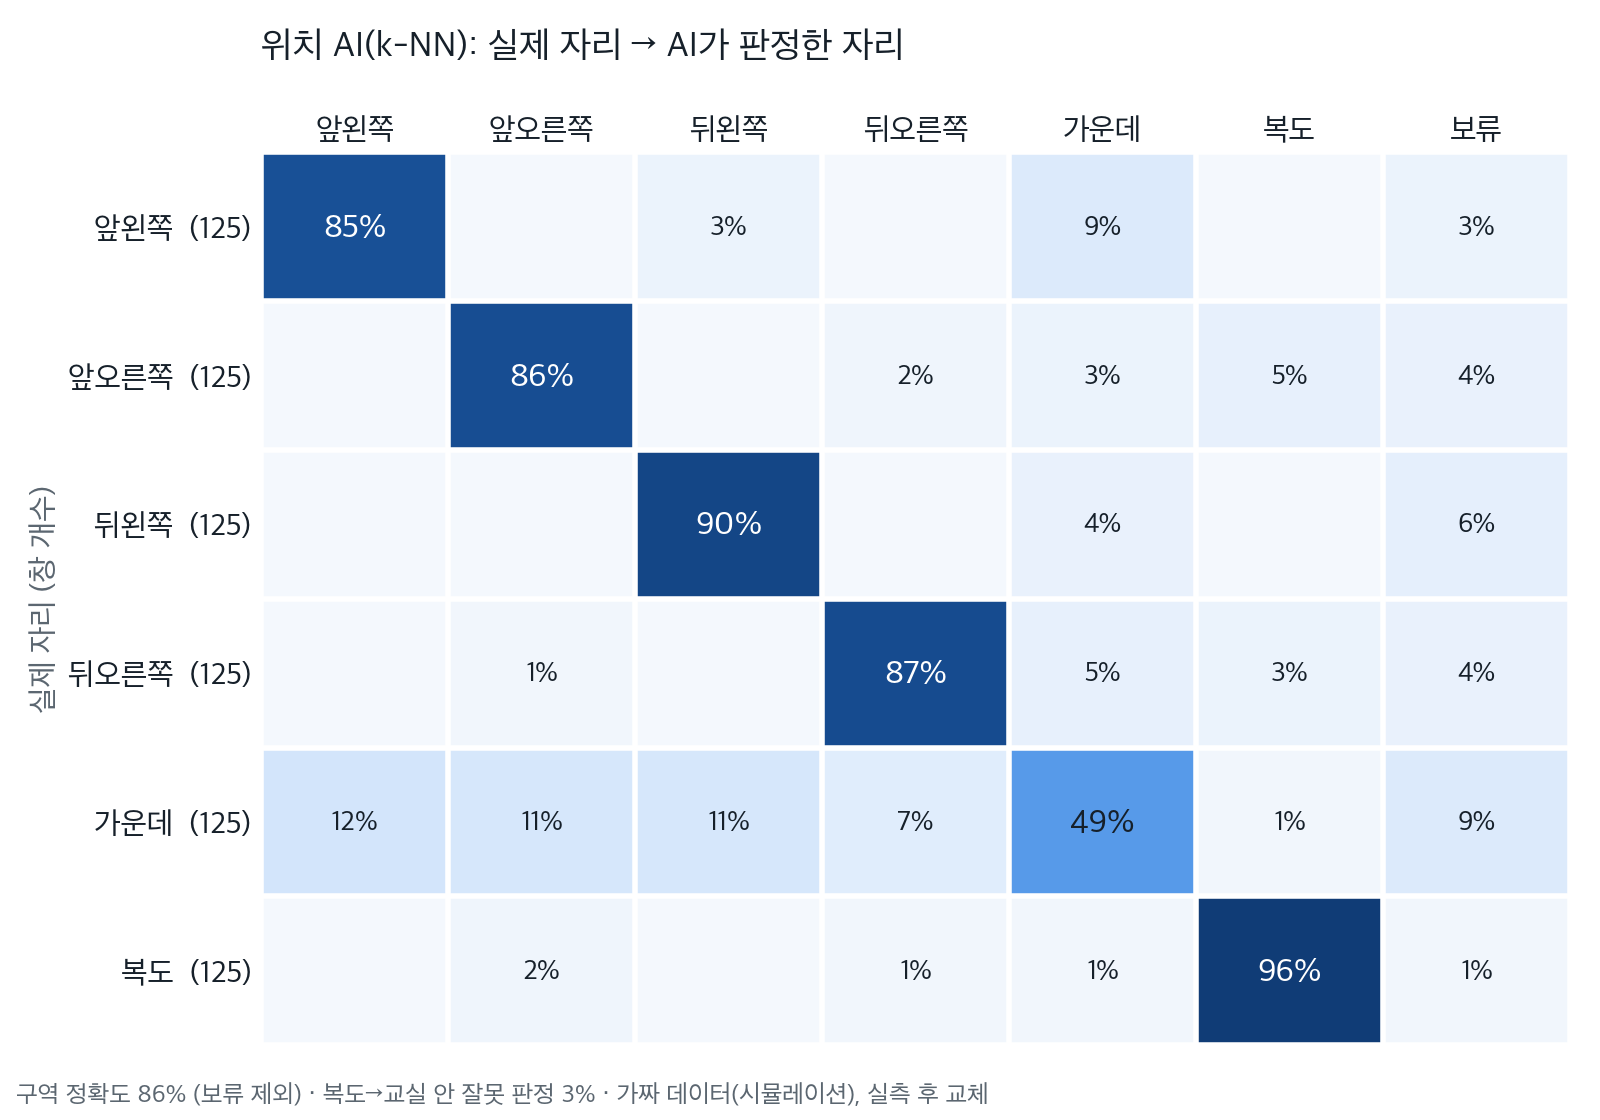 위치 AI(k-NN): 실제 자리 → AI가 판정한 자리
앞왼쪽 앞오른쪽 뒤왼쪽 뒤오른쪽 가운데 복도 보류
실제 자리 (창 개수)
앞왼쪽 (125) 85% 3% 9% 3%
앞오른쪽 (125) 86% 2% 3% 5% 4%
뒤왼쪽 (125) 90% 4% 6%
뒤오른쪽 (125) 1% 87% 5% 3% 4%
가운데 (125) 12% 11% 11% 7% 49% 1% 9%
복도 (125) 2% 1% 1% 96% 1%
구역 정확도 86% (보류 제외) · 복도→교실 안 잘못 판정 3% · 가짜 데이터(시뮬레이션), 실측 후 교체